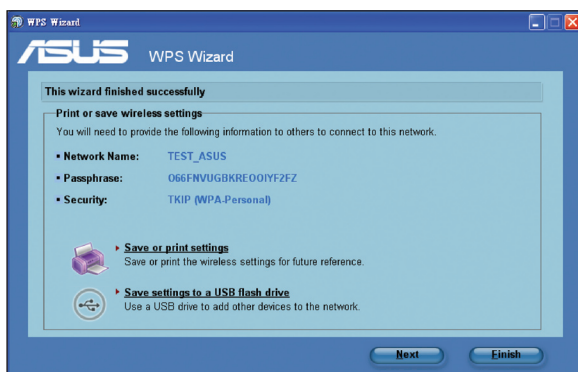 WPS Wizard
ASUS WPS Wizard
This wizard finished successfully
Print or save wireless settings
You will need to provide the following information to others to connect to this network.
Network Name: TEST_ASUS
Passphrase: O66FNVUGBKREOOIYF2FZ
Security: TKIP (WPA-Personal)
Save or print settings
Save or print the wireless settings for future reference.
Save settings to a USB flash drive
Use a USB drive to add other devices to the network.
Next Finish